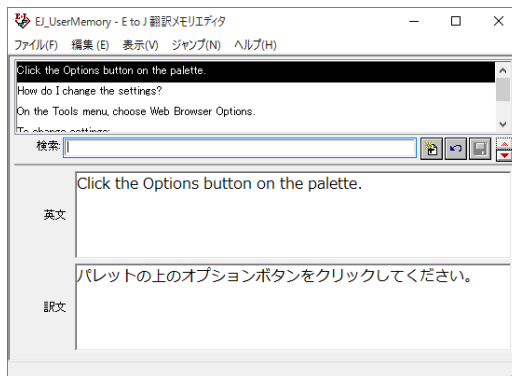 EJ_UserMemory - E to J 翻訳メモリエディタ
ファイル(F) 編集(E) 表示(V) ジャンプ(N) ヘルプ(H)
Click the Options button on the palette.
How do I change the settings?
On the Tools menu, choose Web Browser Options.
To change settings:
検索:
英文
Click the Options button on the palette.
訳文
パレットの上のオプションボタンをクリックしてください。